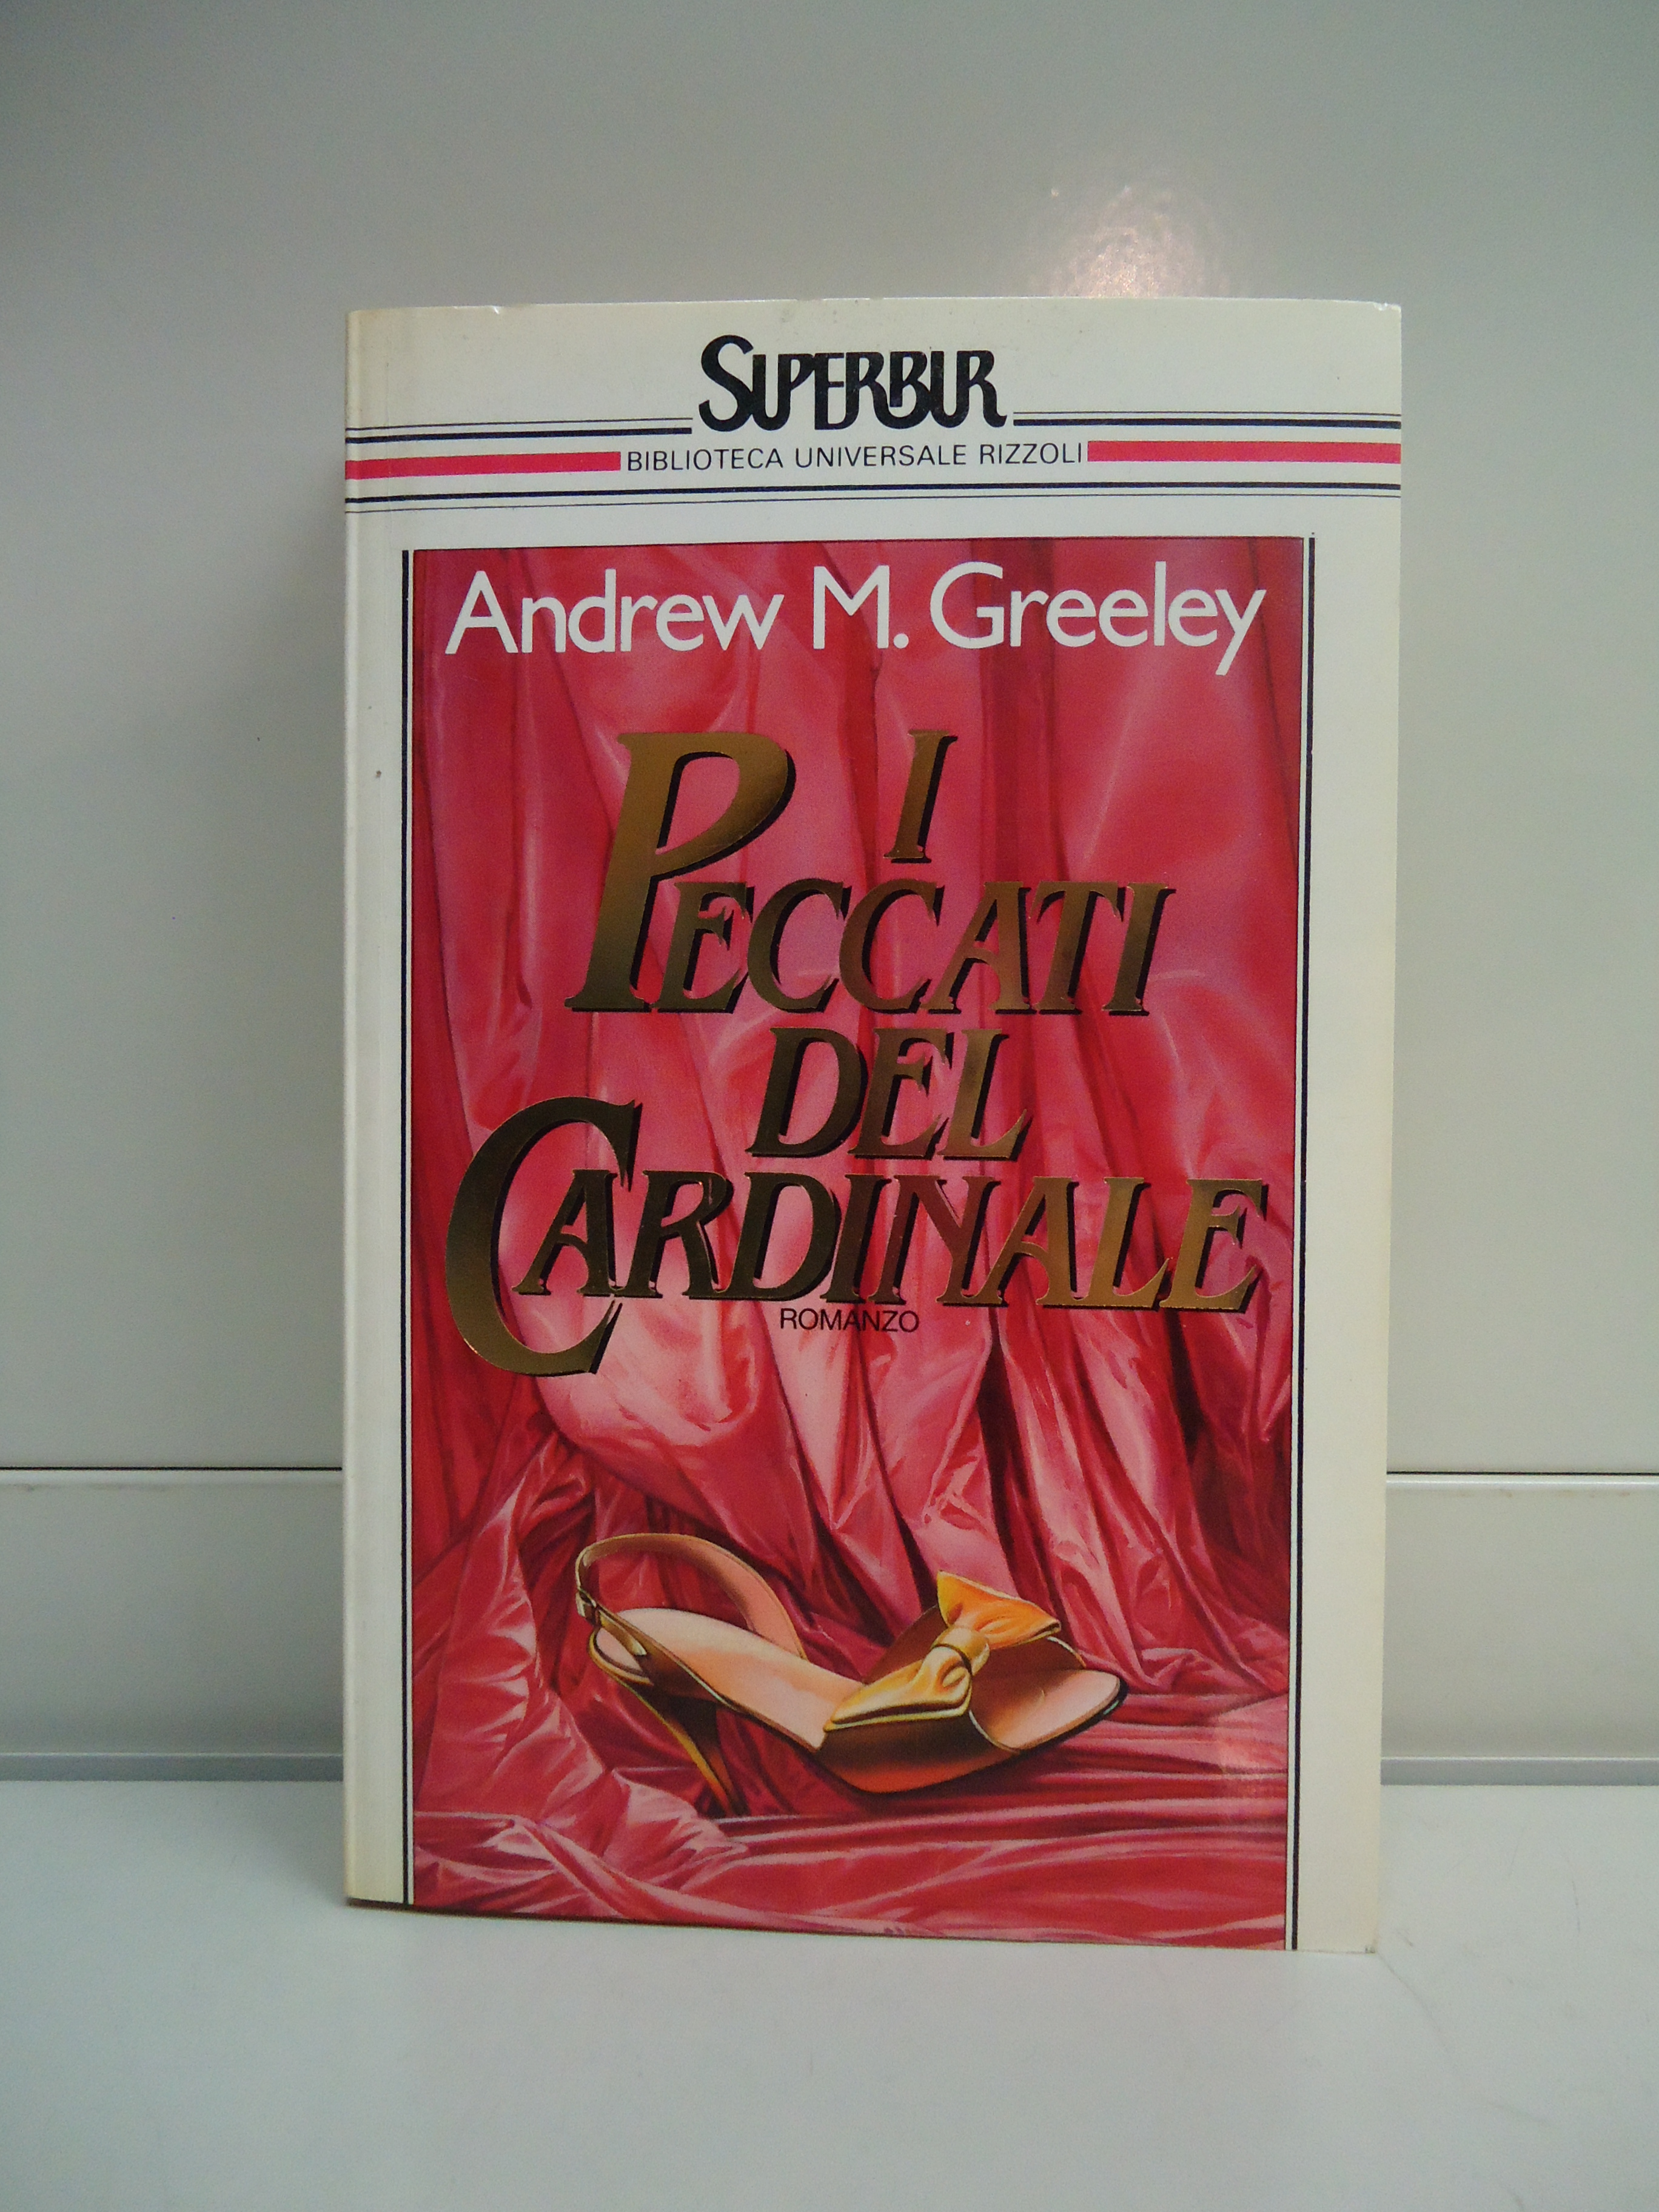 SUPERBUR
BIBLIOTECA UNIVERSALE RIZZOLI
Andrew M. Greeley
I
PECCATI
DEL
CARDINALE
ROMANZO